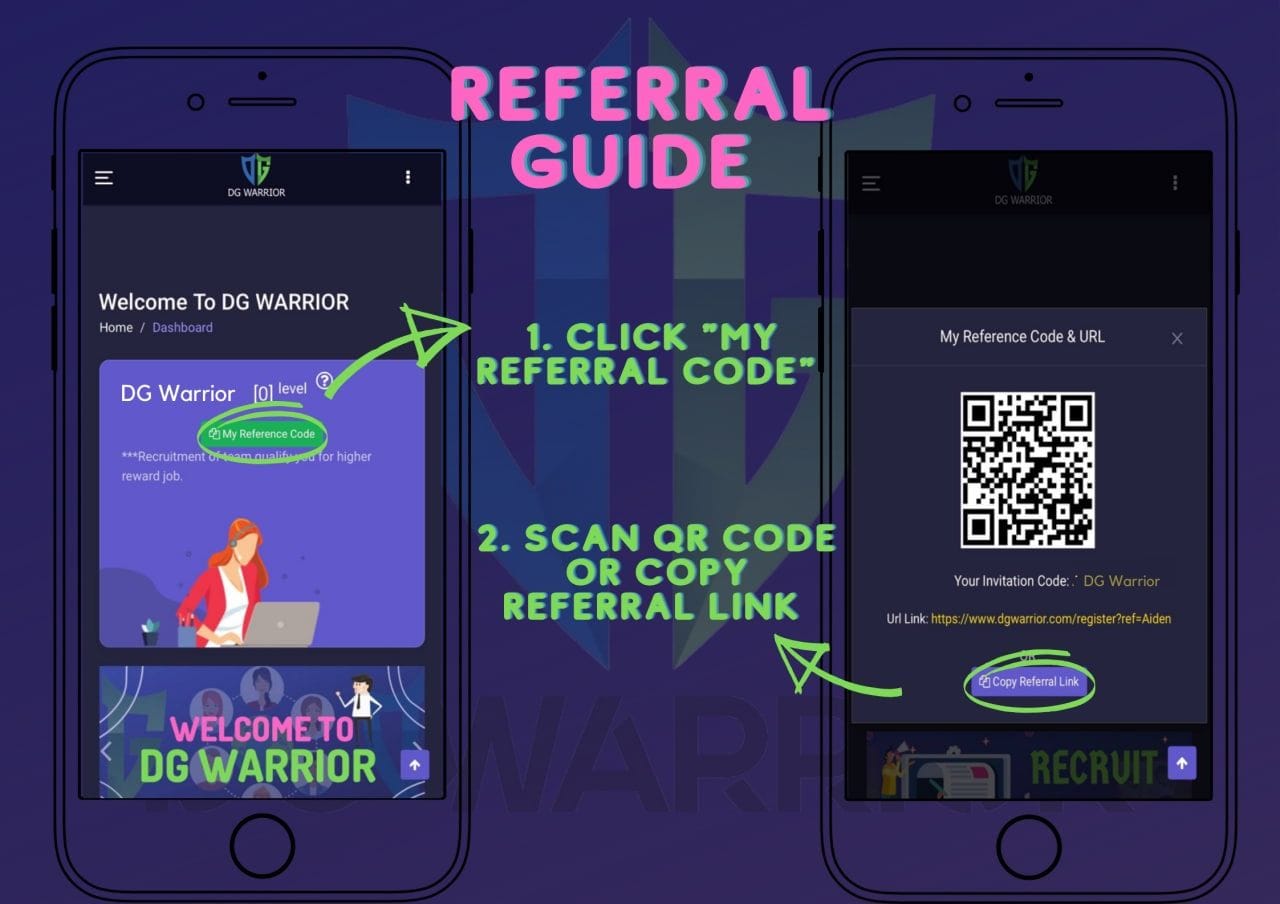 REFERRAL
GUIDE
DG WARRIOR
Welcome To DG WARRIOR
Home / Dashboard
DG Warrior [0] level ?
My Reference Code
***Recruitment of team qualify you for higher
reward job.
WELCOME TO
DG WARRIOR
1. CLICK "MY
REFERRAL CODE"
2. SCAN QR CODE
OR COPY
REFERRAL LINK
DG WARRIOR
My Reference Code & URL
Your Invitation Code: DG Warrior
Url Link: https://www.dgwarrior.com/register?ref=Aiden
OR
Copy Referral Link
RECRUIT
DG WARRIOR